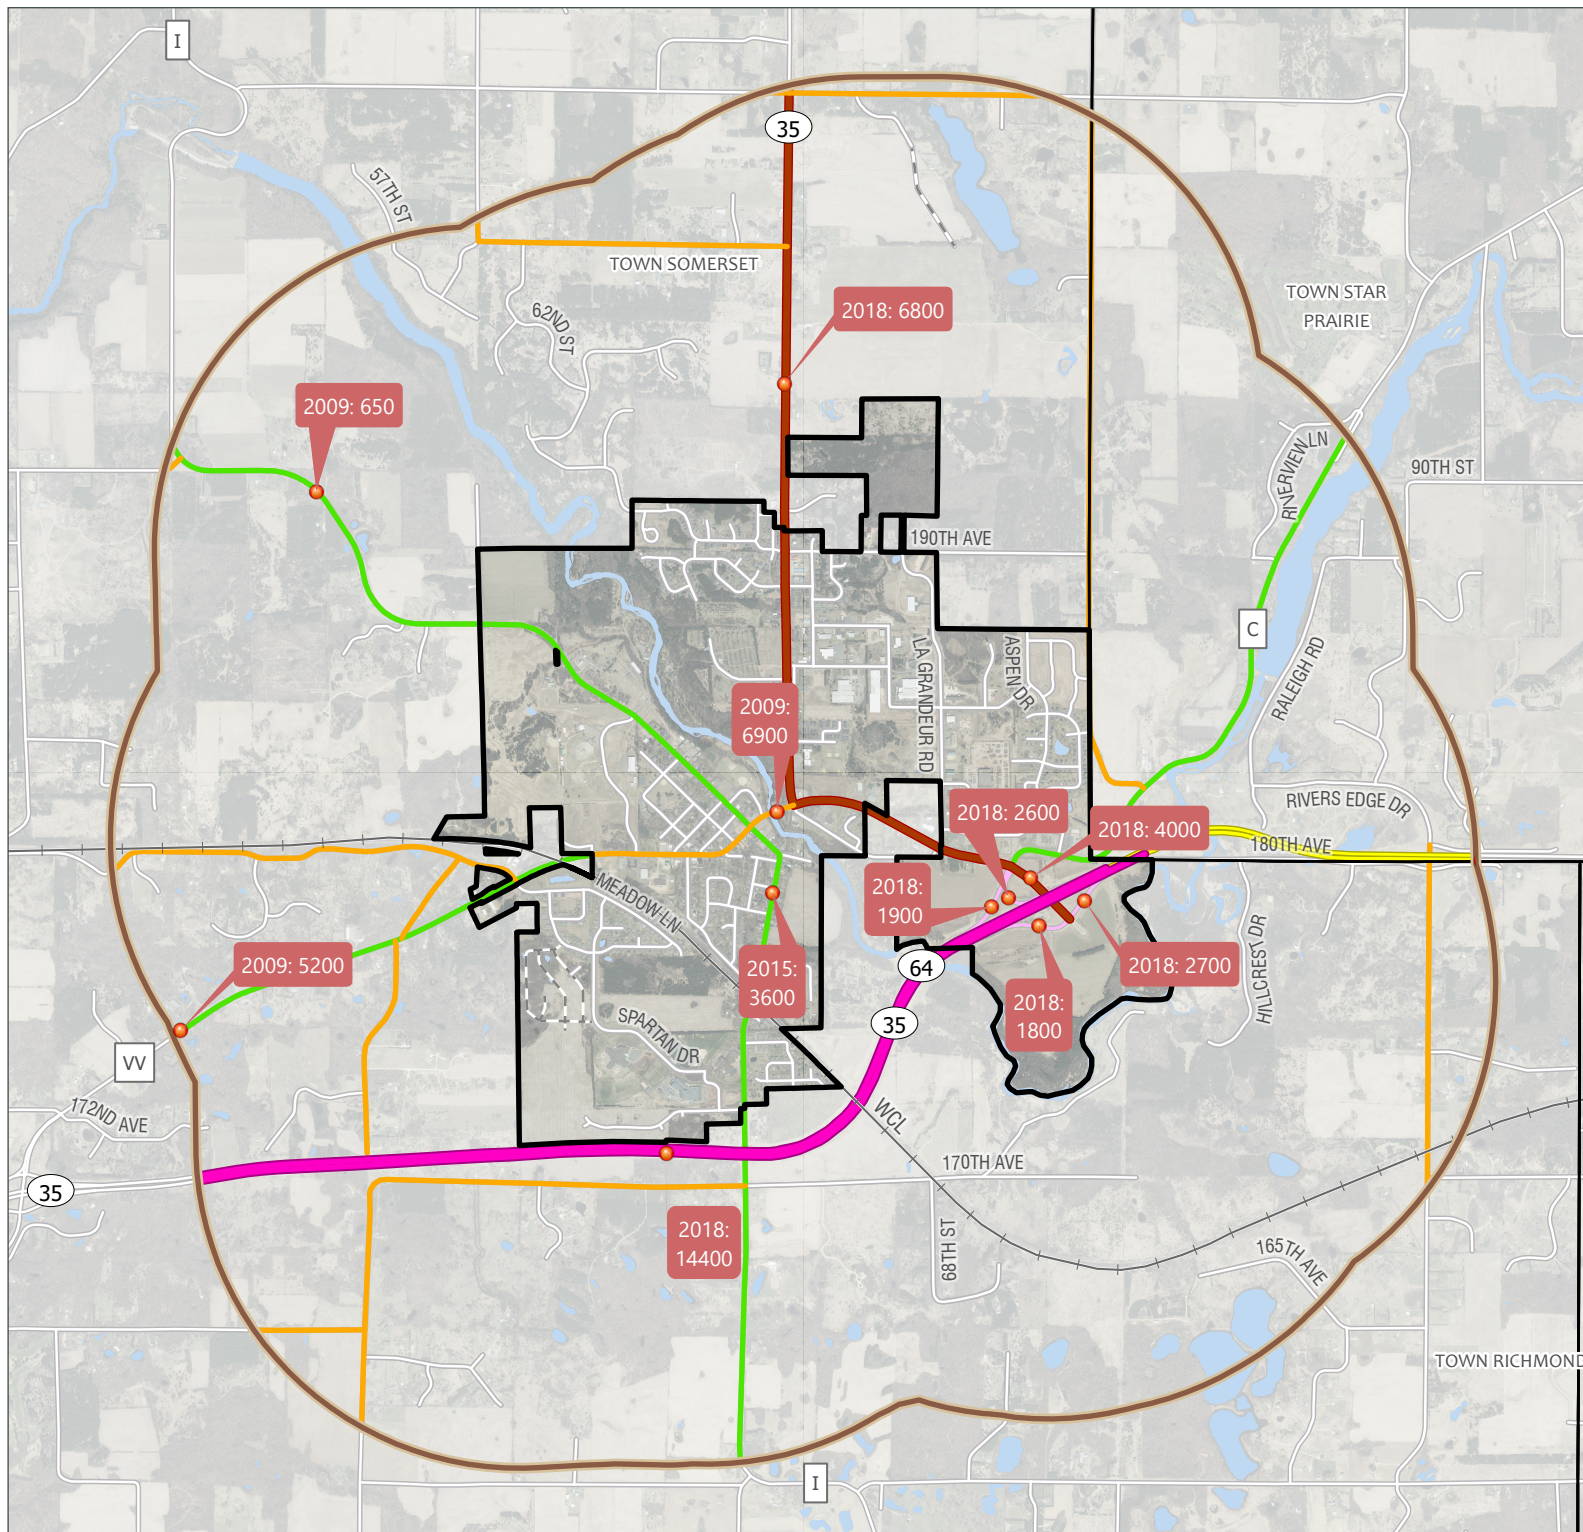 I
35
57TH ST
TOWN SOMERSET
2018: 6800
TOWN STAR
PRAIRIE
62ND ST
2009: 650
RIVERVIEW LN
90TH ST
190TH AVE
C
LA GRANDEUR RD
ASPEN DR
RALEIGH RD
2009:
6900
RIVERS EDGE DR
2018: 2600
2018: 4000
180TH AVE
2018:
1900
MEADOW LN
2009: 5200
2015:
3600
64
2018: 2700
HILLCREST DR
2018:
1800
35
SPARTAN DR
VV
172ND AVE
WCL
170TH AVE
35
2018:
14400
68TH ST
165TH AVE
TOWN RICHMOND
I